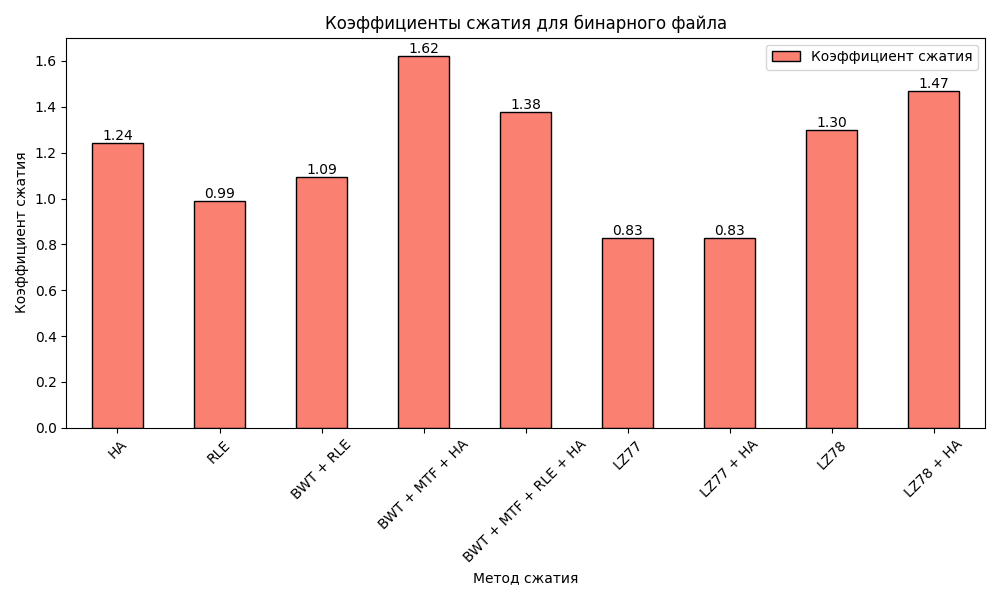 Коэффициенты сжатия для бинарного файла
Коэффициент сжатия
Коэффициент сжатия
1.6
1.4
1.2
1.0
0.8
0.6
0.4
0.2
0.0
1.24
0.99
1.09
1.62
1.38
0.83
0.83
1.30
1.47
HA
RLE
BWT + RLE
BWT + MTF + HA
BWT + MTF + RLE + HA
LZ77
LZ77 + HA
LZ78
LZ78 + HA
Метод сжатия